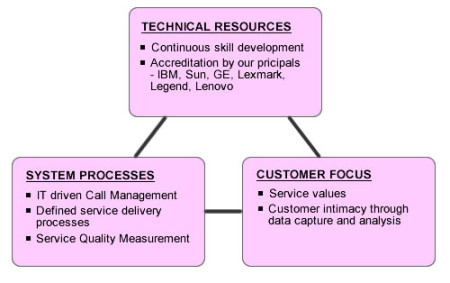 TECHNICAL RESOURCES
▪ Continuous skill development
▪ Accreditation by our pricipals
- IBM, Sun, GE, Lexmark,
Legend, Lenovo
SYSTEM PROCESSES
▪ IT driven Call Management
▪ Defined service delivery
processes
▪ Service Quality Measurement
CUSTOMER FOCUS
▪ Service values
▪ Customer intimacy through
data capture and analysis